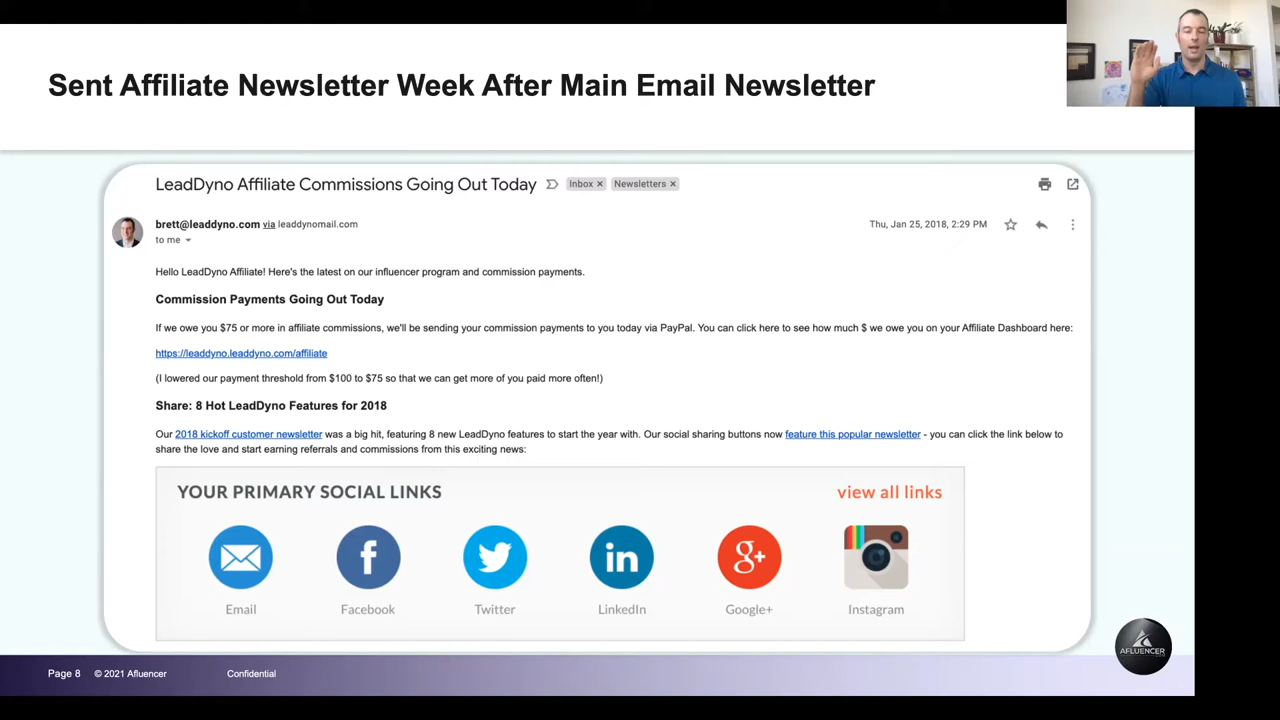 Sent Affiliate Newsletter Week After Main Email Newsletter
LeadDyno Affiliate Commissions Going Out Today
Inbox x
Newsletters x
brett@leaddyno.com via leaddynomail.com
Thu, Jan 25, 2018, 2:29 PM
to me
Hello LeadDyno Affiliate! Here's the latest on our influencer program and commission payments.
Commission Payments Going Out Today
If we owe you $75 or more in affiliate commissions, we'll be sending your commission payments to you today via PayPal. You can click here to see how much $ we owe you on your Affiliate Dashboard here:
https://leaddyno.leaddyno.com/affiliate
(I lowered our payment threshold from $100 to $75 so that we can get more of you paid more often!)
Share: 8 Hot LeadDyno Features for 2018
Our 2018 kickoff customer newsletter was a big hit, featuring 8 new LeadDyno features to start the year with. Our social sharing buttons now feature this popular newsletter - you can click the link below to
share the love and start earning referrals and commissions from this exciting news:
YOUR PRIMARY SOCIAL LINKS
view all links
f
in
g+
Email
Facebook
Twitter
LinkedIn
Google+
Instagram
AFLUENCER
Page 8
© 2021 Afluencer
Confidential